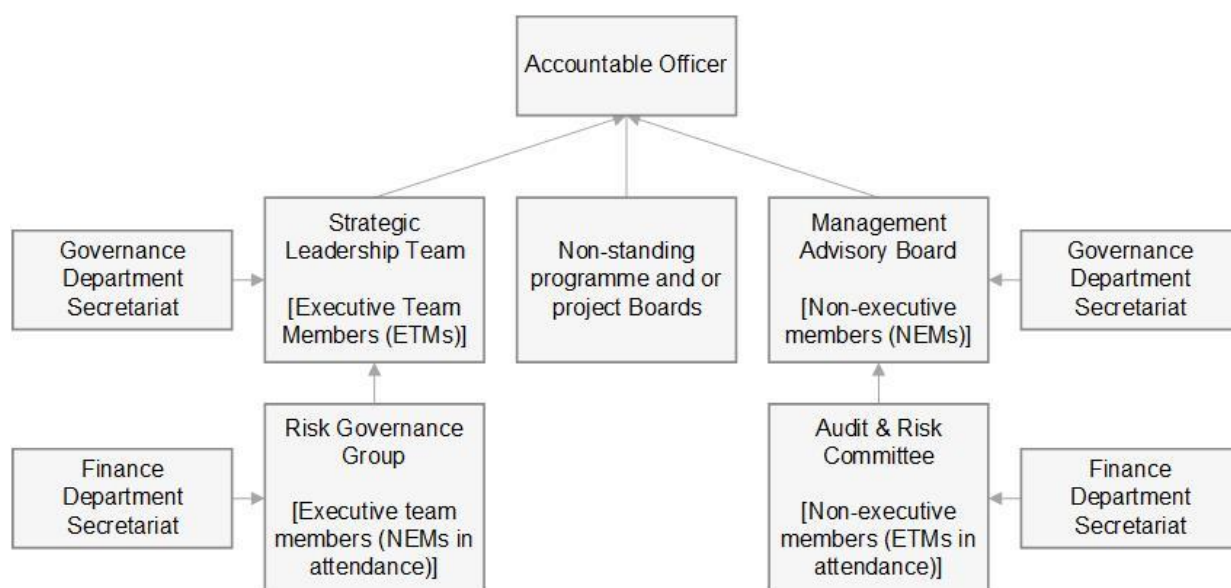 Accountable Officer
Governance
Department
Secretariat
Strategic
Leadership Team
[Executive Team
Members (ETMs)]
Non-standing
programme and or
project Boards
Management
Advisory Board
[Non-executive
members (NEMs)]
Governance
Department
Secretariat
Finance
Department
Secretariat
Risk Governance
Group
[Executive team
members (NEMs in
attendance)]
Audit & Risk
Committee
[Non-executive
members (ETMs in
attendance)]
Finance
Department
Secretariat